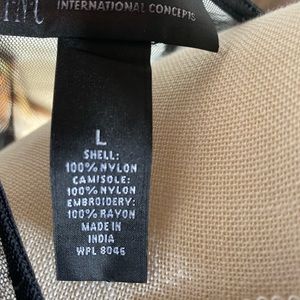 INTERNATIONAL CONCEPTS
L
SHELL:
100% NYLON
CAMISOLE:
100% NYLON
EMBROIDERY:
100% RAYON
MADE IN
INDIA
WPL 8046